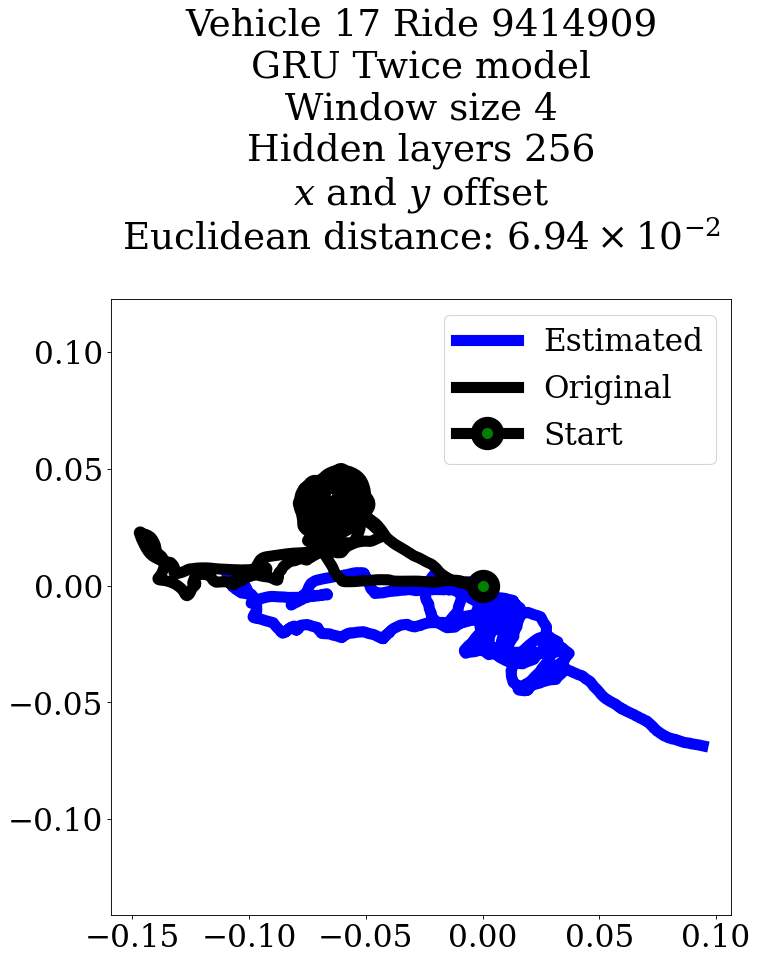 Vehicle 17 Ride 9414909
GRU Twice model
Window size 4
Hidden layers 256
x and y offset
Euclidean distance: 6.94 × 10⁻²
Estimated
Original
Start
0.10
0.05
0.00
−0.05
−0.10
−0.15 −0.10 −0.05 0.00 0.05 0.10